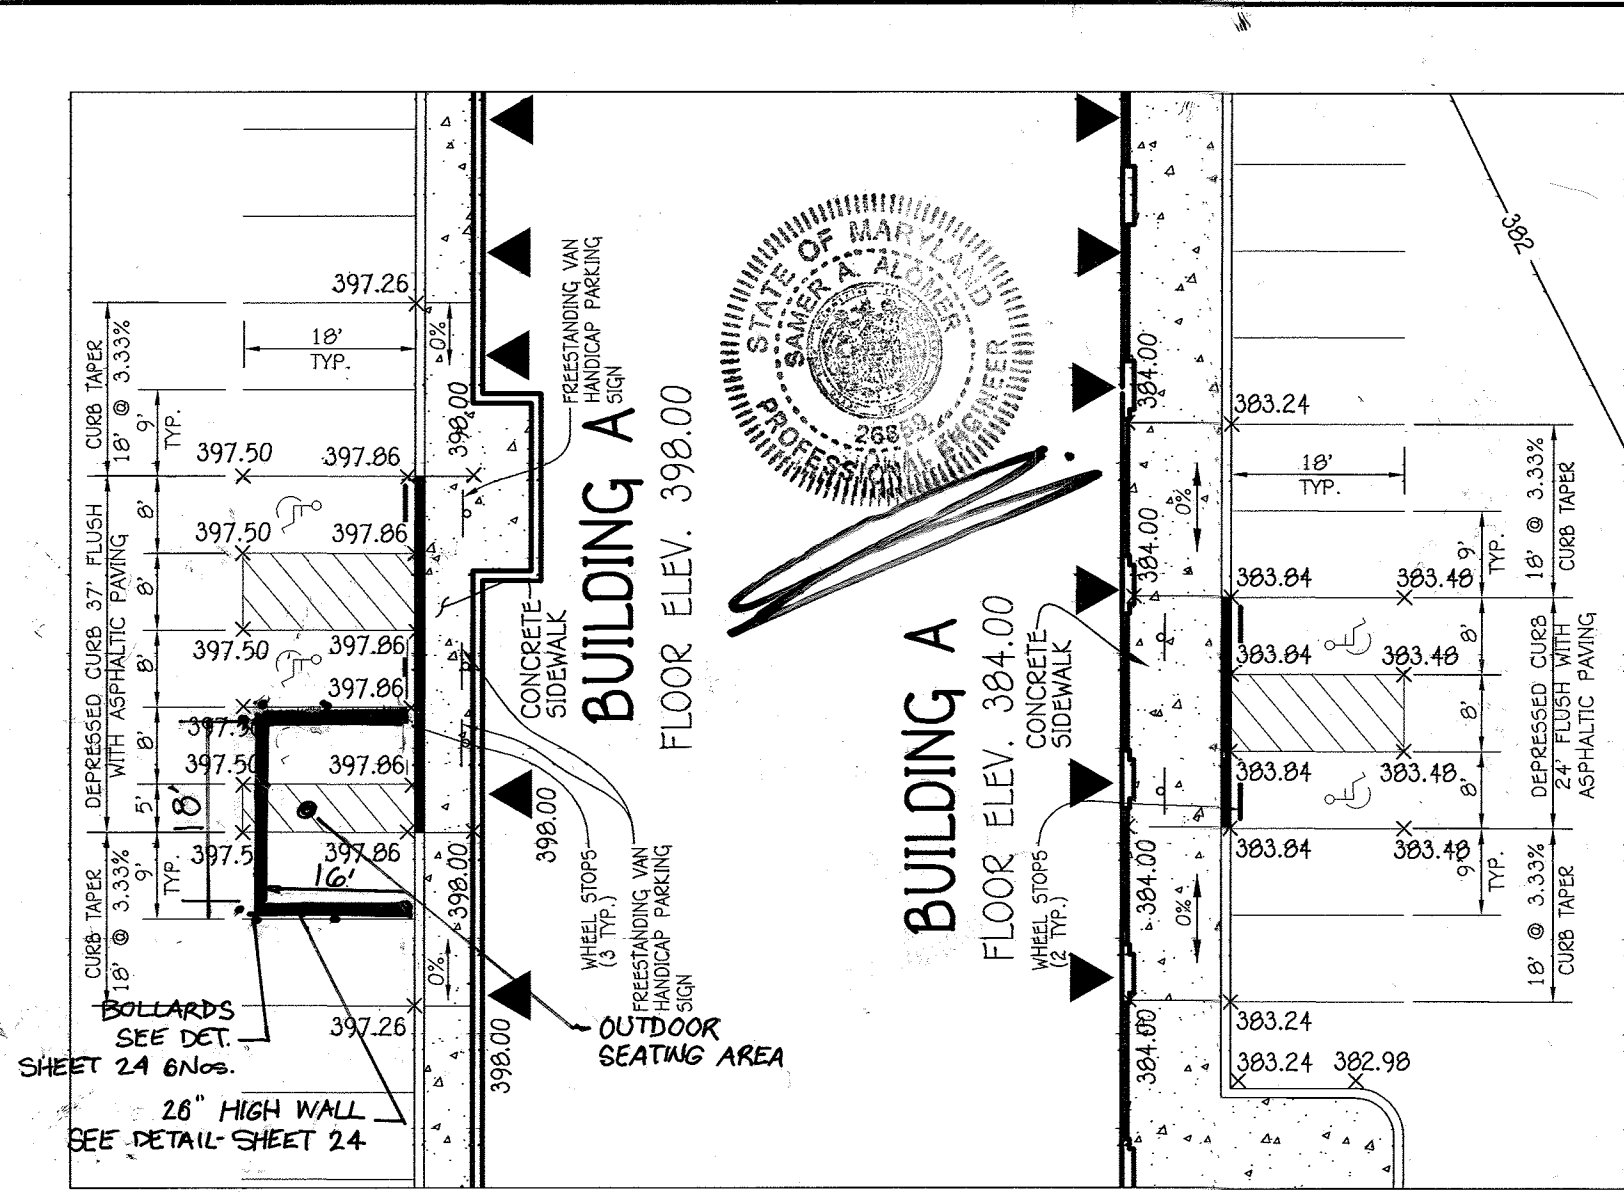 397.26
18'
TYP.
0%
CURB TAPER
18' @ 3.33%
9'
TYP.
397.50
397.86
398.00
FREESTANDING VAN
HANDICAP PARKING
SIGN
DEPRESSED CURB 37' FLUSH
WITH ASPHALTIC PAVING
8'
397.50
397.86
8'
8'
397.50
397.86
397.86
8'
397.50
397.86
5'
18'
CURB TAPER
18' @ 3.33%
9'
TYP.
397.86
16'
398.00
0%
397.26
398.00
398.00
CONCRETE
SIDEWALK
BUILDING A
FLOOR ELEV. 398.00
WHEEL STOPS
(3 TYP.)
FREESTANDING VAN
HANDICAP PARKING
SIGN
BOLLARDS
SEE DET.
SHEET 24 6Nos.
26" HIGH WALL
SEE DETAIL-SHEET 24
OUTDOOR
SEATING AREA
STATE OF MARYLAND
SAMER A. ALOMER
PROFESSIONAL ENGINEER
BUILDING A
FLOOR ELEV. 384.00
CONCRETE
SIDEWALK
WHEEL STOPS
(2 TYP.)
384.00
384.00
384.00
384.00
0%
0%
382
383.24
18'
TYP.
18' @ 3.33%
CURB TAPER
9'
TYP.
383.84
383.48
8'
383.84
383.48
8'
DEPRESSED CURB
24' FLUSH WITH
ASPHALTIC PAVING
383.84
383.48
8'
383.84
383.48
9'
TYP.
18' @ 3.33%
CURB TAPER
383.24
383.24
382.98